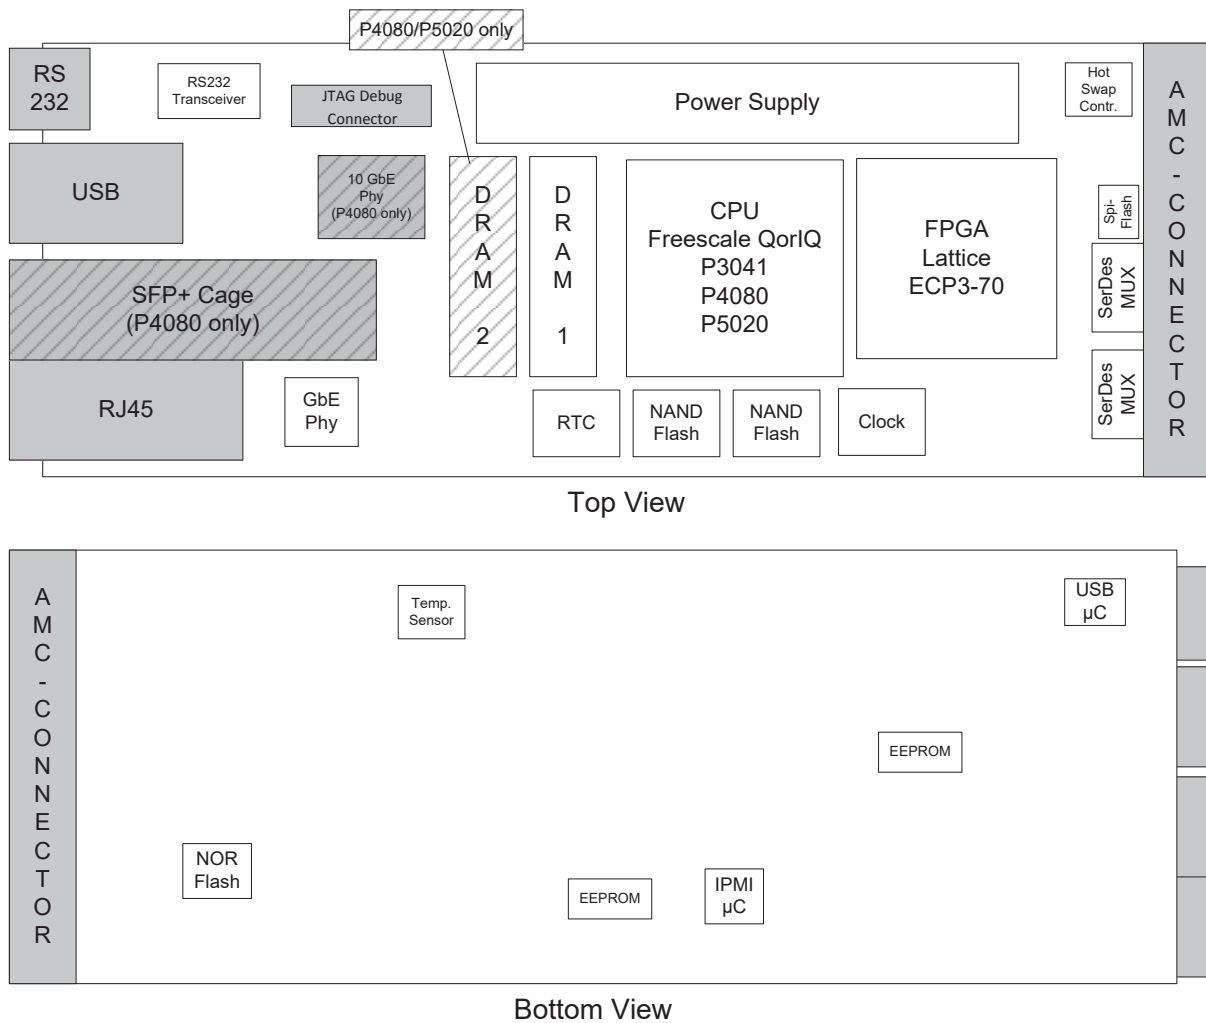 P4080/P5020 only
RS
232
RS232
Transceiver
JTAG Debug
Connector
Power Supply
Hot
Swap
Contr.
USB
10 GbE
Phy
(P4080 only)
D
R
A
M
2
D
R
A
M
1
CPU
Freescale QorIQ
P3041
P4080
P5020
FPGA
Lattice
ECP3-70
Spi-
Flash
SerDes
MUX
SerDes
MUX
A
M
C
-
C
O
N
N
E
C
T
O
R
SFP+ Cage
(P4080 only)
RJ45
GbE
Phy
RTC
NAND
Flash
NAND
Flash
Clock
Top View
A
M
C
-
C
O
N
N
E
C
T
O
R
Temp.
Sensor
USB
µC
EEPROM
NOR
Flash
EEPROM
IPMI
µC
Bottom View